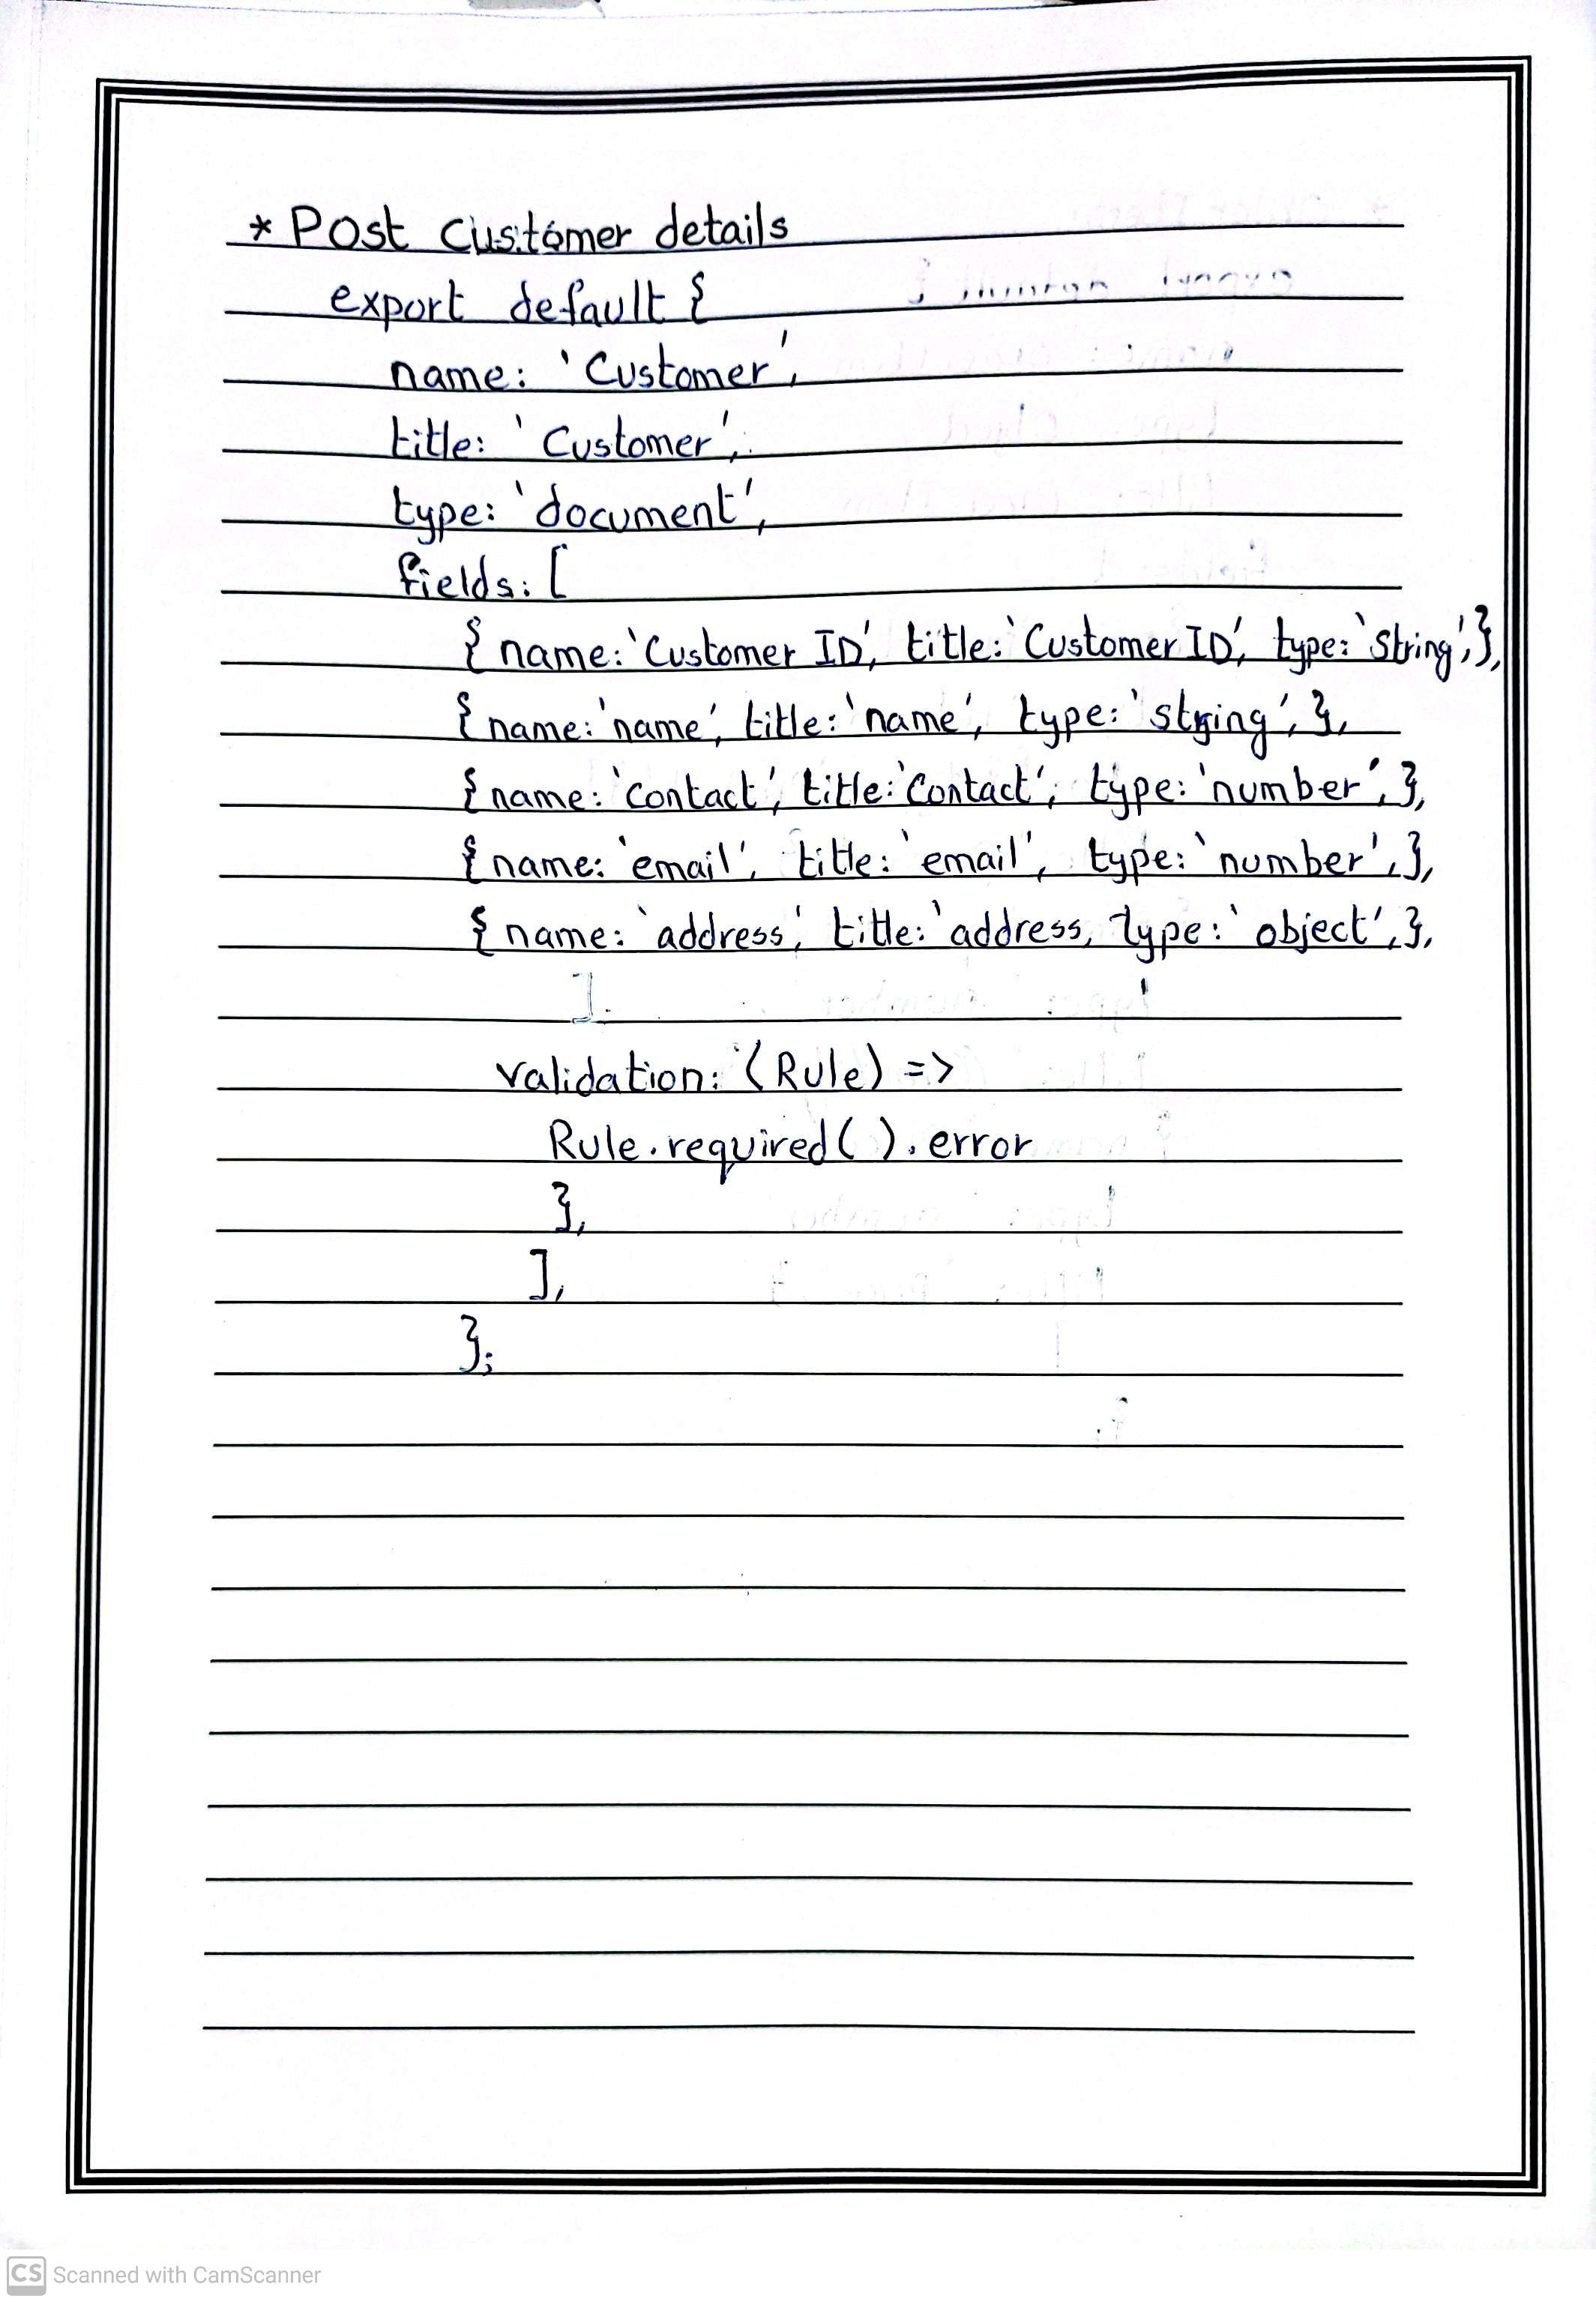 * Post customer details
export default {
name: 'Customer',
title: 'Customer',
type: 'document',
fields: [
{ name: 'Customer ID', title: 'Customer ID', type: 'string', },
{ name: 'name', title: 'name', type: 'string', },
{ name: 'contact', title: 'Contact', type: 'number', },
{ name: 'email', title: 'email', type: 'number', },
{ name: 'address', title: 'address, type: 'object', },
].
validation: (Rule) =>
Rule.required().error
},
],
};
CS Scanned with CamScanner